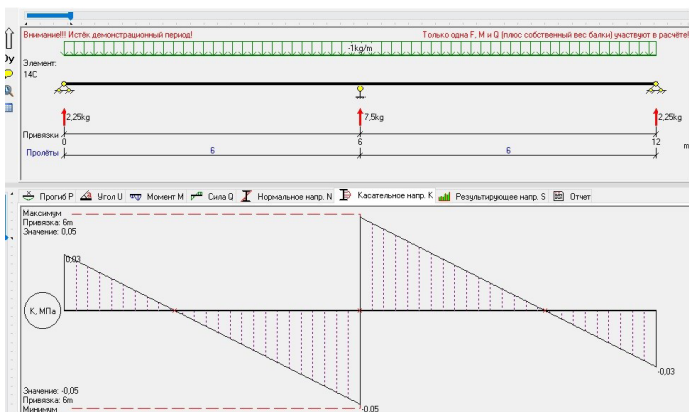 Внимание!!! Истёк демонстрационный период!
Только одна F, M и Q (плюс собственный вес балки) участвуют в расчёте!
-1kg/m
Элемент:
14С
2,25kg
7,5kg
2,25kg
Привязки
0
6
12
m
Пролёты
6
6
Прогиб P
Угол U
Момент M
Сила Q
Нормальное напр. N
Касательное напр. K
Результирующее напр. S
Отчет
Максимум
Привязка: 6m
Значение: 0,05
0,03
K, МПа
-0,03
Значение: -0,05
Привязка: 6m
Минимум
-0,05